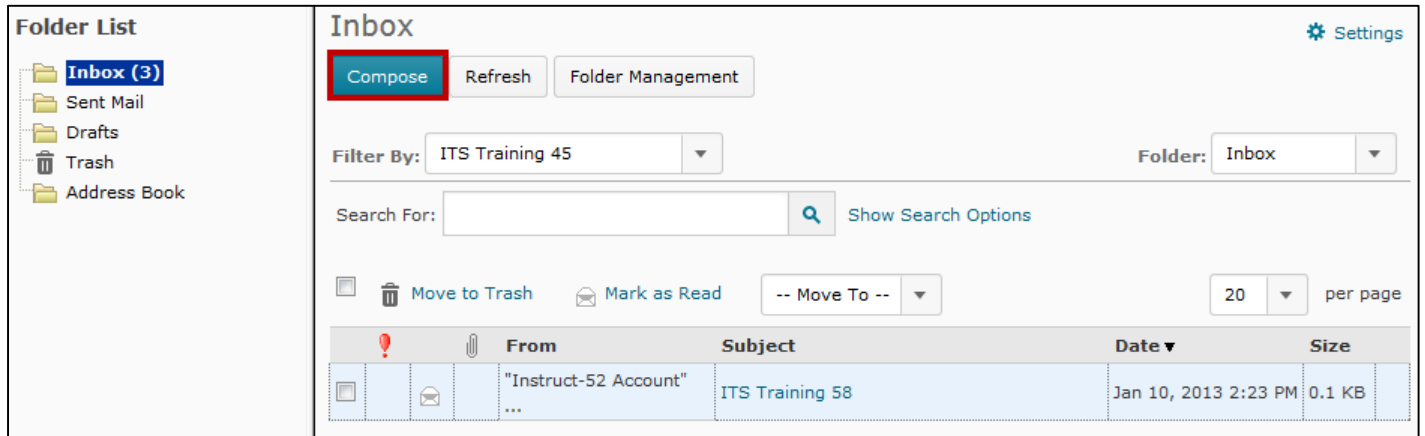 Folder List
Inbox (3)
Sent Mail
Drafts
Trash
Address Book
Inbox
Settings
Compose Refresh Folder Management
Filter By: ITS Training 45 Folder: Inbox
Search For: Show Search Options
Move to Trash Mark as Read -- Move To -- 20 per page
From Subject Date Size
"Instruct-52 Account" ITS Training 58 Jan 10, 2013 2:23 PM 0.1 KB
...